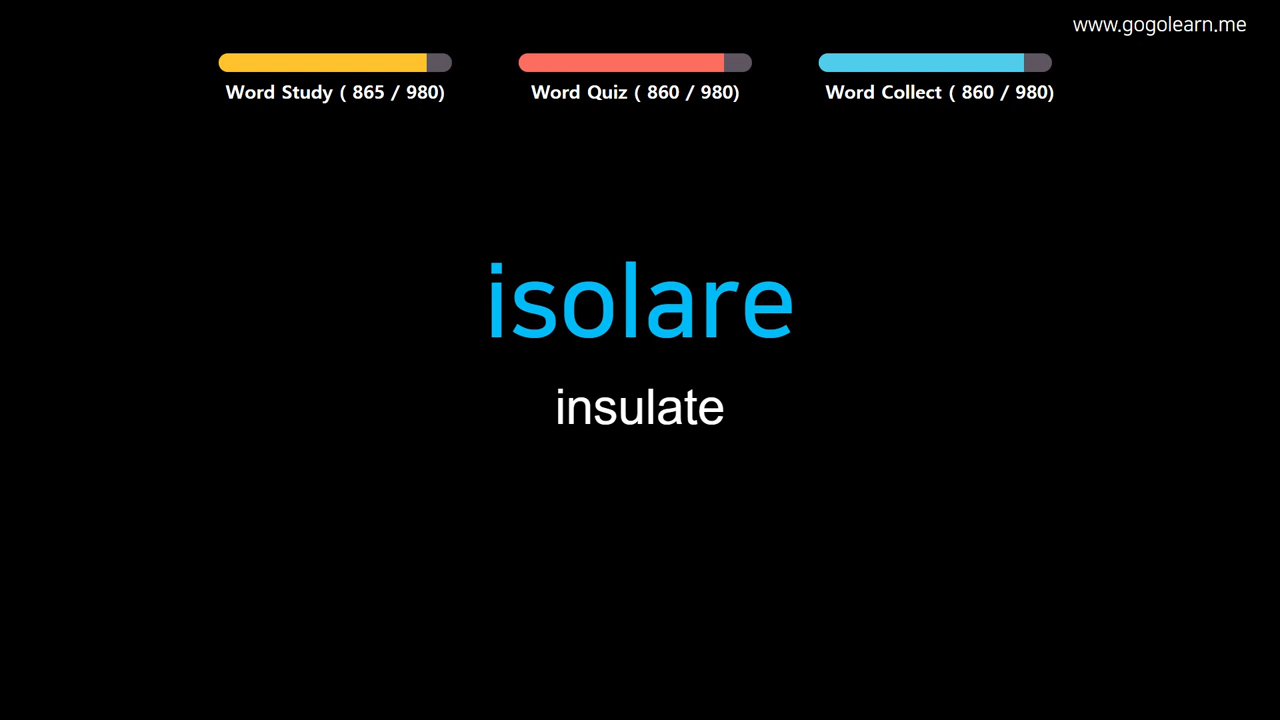 www.gogolearn.me
Word Study ( 865 / 980)
Word Quiz ( 860 / 980)
Word Collect ( 860 / 980)
isolare
insulate